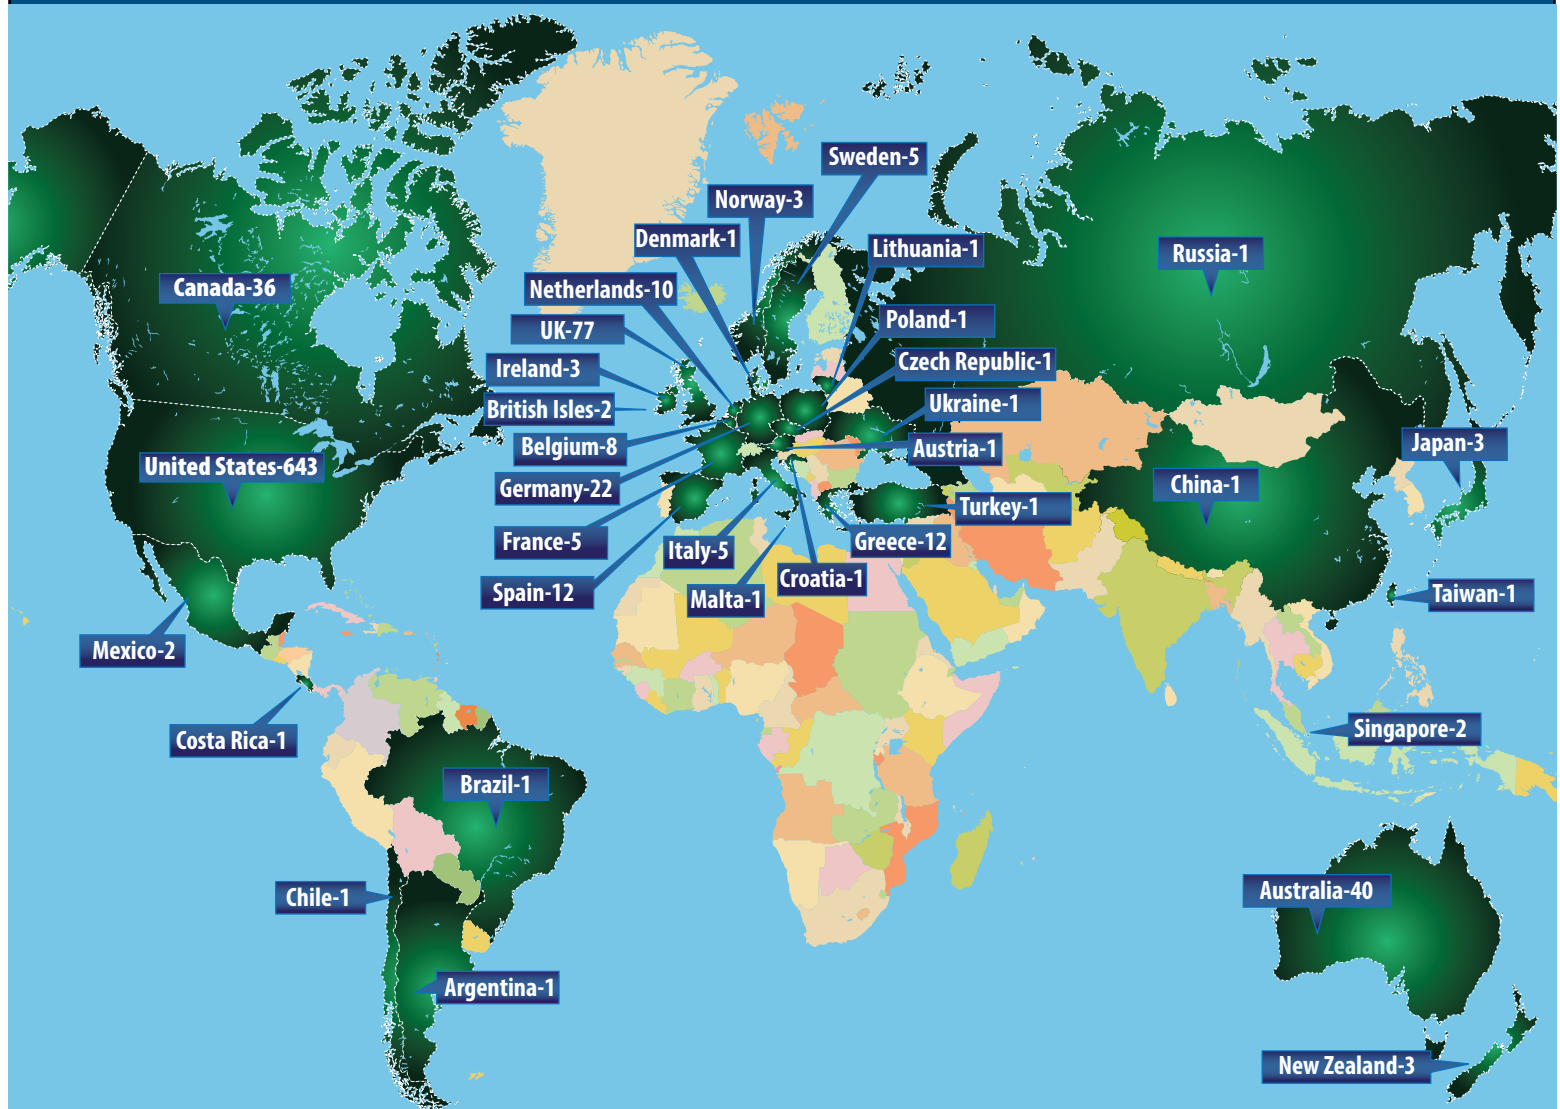 Sweden-5
Norway-3
Denmark-1
Lithuania-1
Russia-1
Canada-36
Netherlands-10
UK-77
Poland-1
Ireland-3
Czech Republic-1
British Isles-2
Ukraine-1
Belgium-8
Austria-1
Japan-3
United States-643
Germany-22
China-1
Turkey-1
France-5
Italy-5
Greece-12
Croatia-1
Spain-12
Malta-1
Taiwan-1
Mexico-2
Costa Rica-1
Singapore-2
Brazil-1
Chile-1
Australia-40
Argentina-1
New Zealand-3